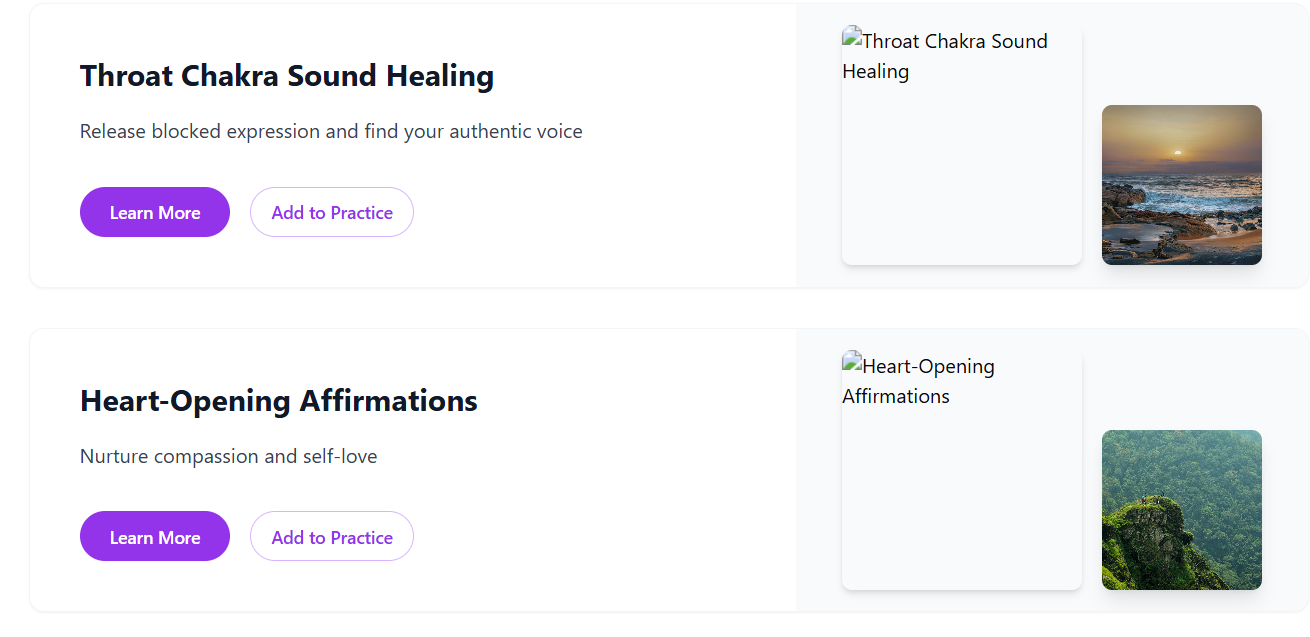 Throat Chakra Sound Healing
Release blocked expression and find your authentic voice
Learn More
Add to Practice
Throat Chakra Sound
Healing
Heart-Opening Affirmations
Nurture compassion and self-love
Learn More
Add to Practice
Heart-Opening
Affirmations